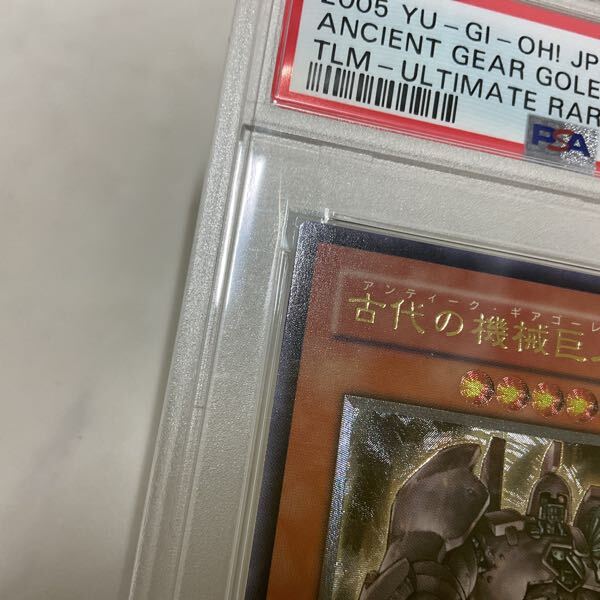 2005 YU-GI-OH! JP
ANCIENT GEAR GOLE
TLM-ULTIMATE RAR
PSA
アンティーク・ギアゴーレ
古代の機械巨